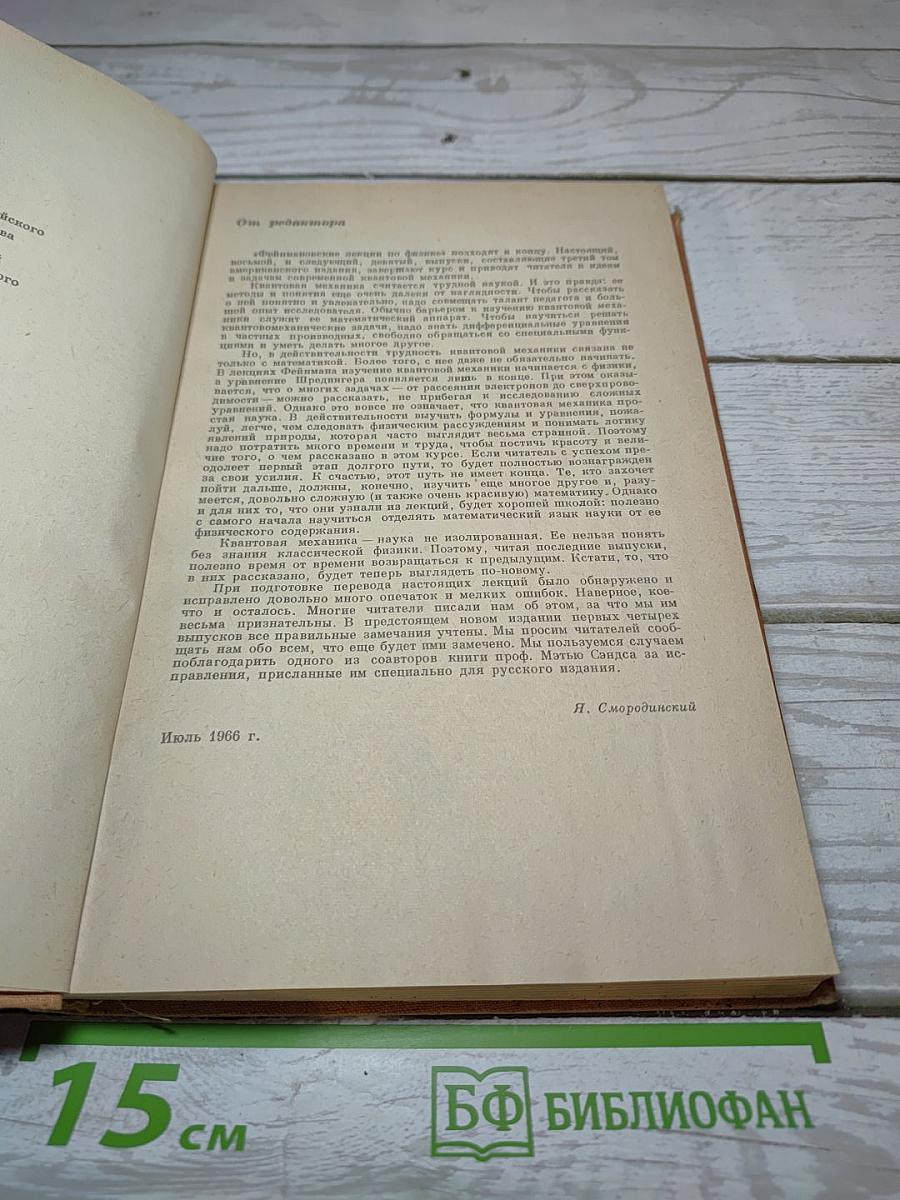 йского
ва
й
ого
От редактора
«Фейнмановские лекции по физике» подходят к концу. Настоящий,
восьмой, и следующий, девятый, выпуски, составляющие третий том
американского издания, завершают курс и приводят читателя к идеям
и задачам современной квантовой механики.
Квантовая механика считается трудной наукой. И это правда: ее
методы и понятия еще очень далеки от наглядности. Чтобы рассказать
о ней понятно и увлекательно, надо совмещать талант педагога и боль-
шой опыт исследователя. Обычно барьером к изучению квантовой меха-
ники служит ее математический аппарат. Чтобы научиться решать
квантовомеханические задачи, надо знать дифференциальные уравнения
в частных производных, свободно обращаться со специальными функ-
циями и уметь делать многое другое.
Но, в действительности трудность квантовой механики связана не
только с математикой. Более того, с нее даже не обязательно начинать.
В лекциях Фейнмана изучение квантовой механики начинается с физики,
а уравнение Шредингера появляется лишь в конце. При этом оказы-
вается, что о многих задачах — от рассеяния электронов до сверхпрово-
димости — можно рассказать, не прибегая к исследованию сложных
уравнений. Однако это вовсе не означает, что квантовая механика про-
стая наука. В действительности выучить формулы и уравнения, пожа-
луй, легче, чем следовать физическим рассуждениям и понимать логику
явлений природы, которая часто выглядит весьма странной. Поэтому
надо потратить много времени и труда, чтобы постичь красоту и вели-
чие того, о чем рассказано в этом курсе. Если читатель с успехом пре-
одолеет первый этап долгого пути, то будет полностью вознагражден
за свои усилия. К счастью, этот путь не имеет конца. Те, кто захочет
пойти дальше, должны, конечно, изучить еще многое другое и, разу-
меется, довольно сложную (и также очень красивую) математику. Однако
и для них то, что они узнали из лекций, будет хорошей школой: полезно
с самого начала научиться отделять математический язык науки от ее
физического содержания.
Квантовая механика — наука не изолированная. Ее нельзя понять
без знания классической физики. Поэтому, читая последние выпуски,
полезно время от времени возвращаться к предыдущим. Кстати, то, что
в них рассказано, будет теперь выглядеть по-новому.
При подготовке перевода настоящих лекций было обнаружено и
исправлено довольно много опечаток и мелких ошибок. Наверное, кое-
что и осталось. Многие читатели писали нам об этом, за что мы им
весьма признательны. В предстоящем новом издании первых четырех
выпусков все правильные замечания учтены. Мы просим читателей сооб-
щать нам обо всем, что еще будет ими замечено. Мы пользуемся случаем
поблагодарить одного из соавторов книги проф. Мэтью Сэндса за ис-
правления, присланные им специально для русского издания.
Я. Смородинский
Июль 1966 г.
15 см
БФ БИБЛИОФАН